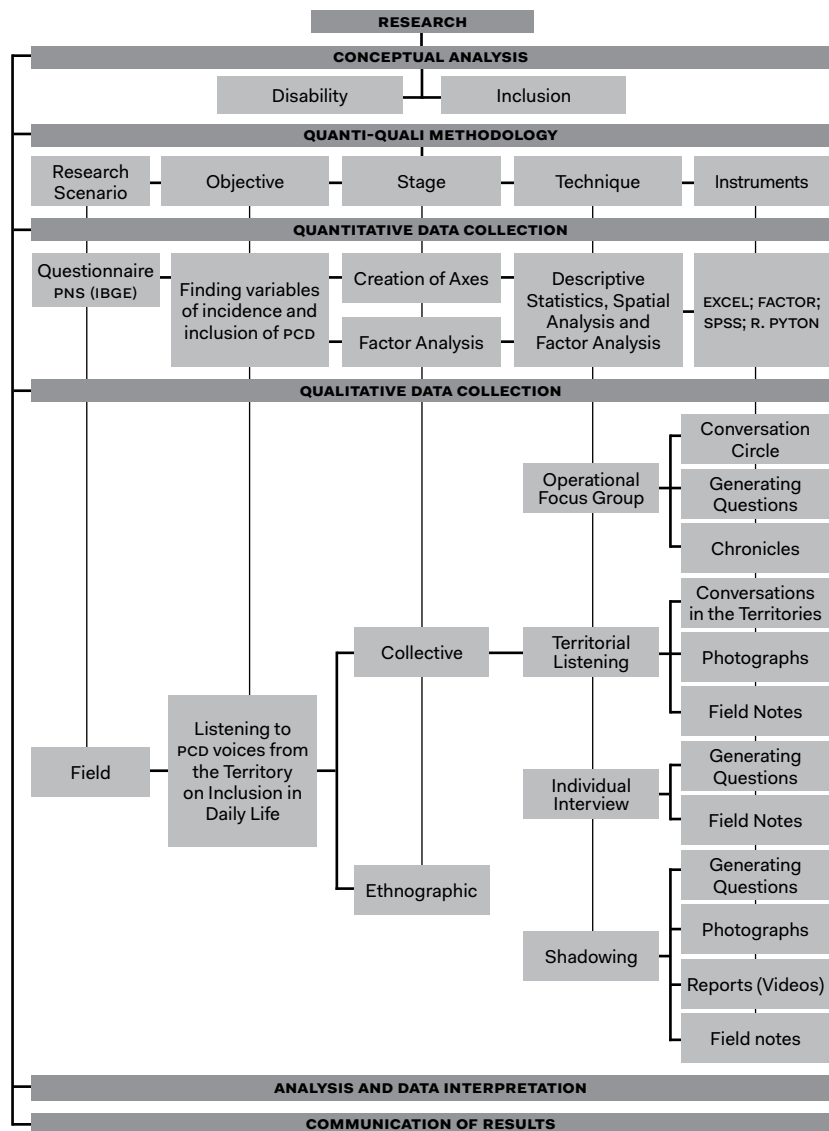 RESEARCH
CONCEPTUAL ANALYSIS
Disability
Inclusion
QUANTI-QUALI METHODOLOGY
Research
Scenario
Objective
Stage
Technique
Instruments
QUANTITATIVE DATA COLLECTION
Questionnaire
PNS (IBGE)
Finding variables
of incidence and
inclusion of PCD
Creation of Axes
Factor Analysis
Descriptive
Statistics, Spatial
Analysis and
Factor Analysis
EXCEL; FACTOR;
SPSS; R. PYTON
QUALITATIVE DATA COLLECTION
Field
Listening to
PCD voices from
the Territory
on Inclusion in
Daily Life
Collective
Ethnographic
Operational
Focus Group
Conversation
Circle
Generating
Questions
Chronicles
Territorial
Listening
Conversations
in the Territories
Photographs
Field Notes
Individual
Interview
Generating
Questions
Field Notes
Shadowing
Generating
Questions
Photographs
Reports (Videos)
Field notes
ANALYSIS AND DATA INTERPRETATION
COMMUNICATION OF RESULTS